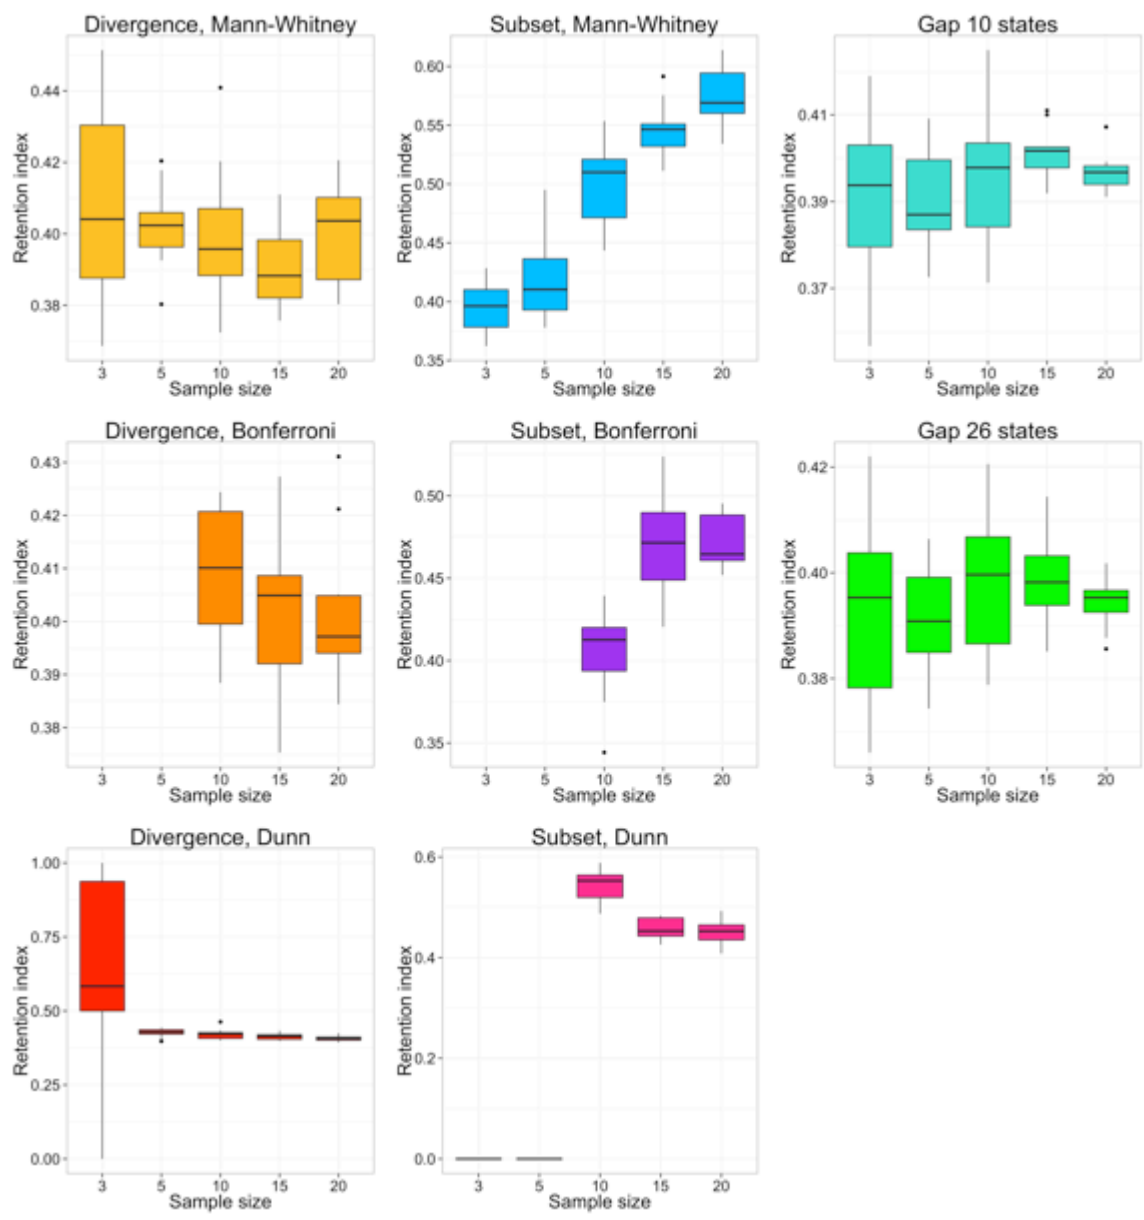 Divergence, Mann-Whitney
Retention index
0.44
0.42
0.40
0.38
3 5 10 15 20
Sample size
Subset, Mann-Whitney
Retention index
0.60
0.55
0.50
0.45
0.40
0.35
3 5 10 15 20
Sample size
Gap 10 states
Retention index
0.41
0.39
0.37
3 5 10 15 20
Sample size
Divergence, Bonferroni
Retention index
0.43
0.42
0.41
0.40
0.39
0.38
3 5 10 15 20
Sample size
Subset, Bonferroni
Retention index
0.50
0.45
0.40
0.35
3 5 10 15 20
Sample size
Gap 26 states
Retention index
0.42
0.40
0.38
3 5 10 15 20
Sample size
Divergence, Dunn
Retention index
1.00
0.75
0.50
0.25
0.00
3 5 10 15 20
Sample size
Subset, Dunn
Retention index
0.6
0.4
0.2
0.0
3 5 10 15 20
Sample size